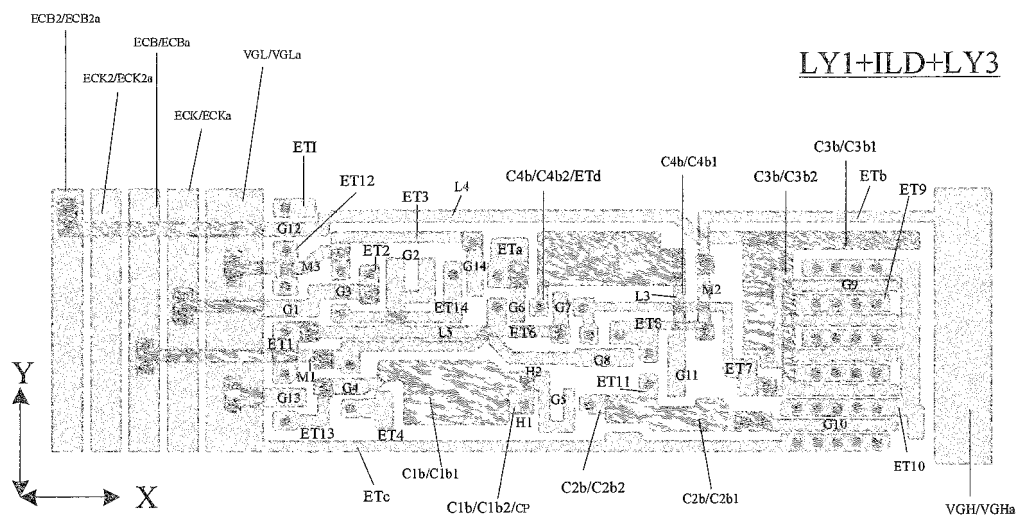 ECB2/ECB2a
ECB/ECBa
VGL/VGLa
ECK2/ECK2a
ECK/ECKa
LY1+ILD+LY3
ET1
ET12
ET3
L4
C4b/C4b2/ETd
C4b/C4b1
C3b/C3b1
C3b/C3b2
ETb
ET9
G12
M3
ET2
G2
ETa
G14
G3
M2
G9
G1
ET14
G6
G7
L3
L5
ET6
ET8
ET1
M1
G8
ET7
G4
H2
ET11
G11
G13
G5
H1
G10
ET13
ET4
ET10
Y
X
ETc
C1b/C1b1
C1b/C1b2/CP
C2b/C2b2
C2b/C2b1
VGH/VGHa